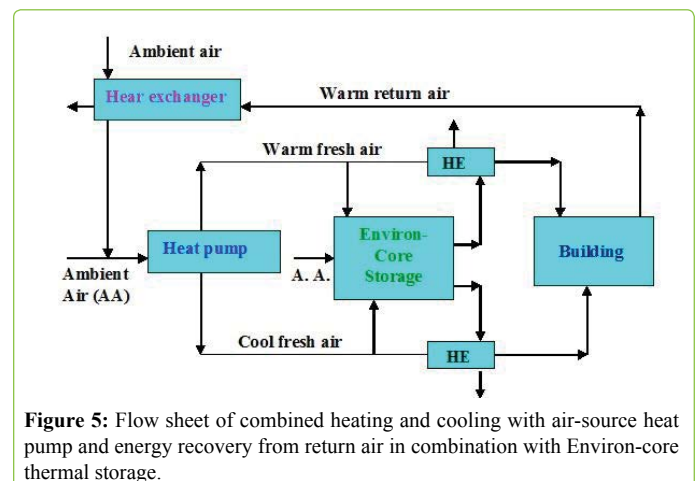 Ambient air
Hear exchanger
Warm return air
Warm fresh air
HE
Heat pump
Environ-
Core
Storage
Building
Ambient
Air (AA)
A. A.
Cool fresh air
HE
Figure 5: Flow sheet of combined heating and cooling with air-source heat
pump and energy recovery from return air in combination with Environ-core
thermal storage.